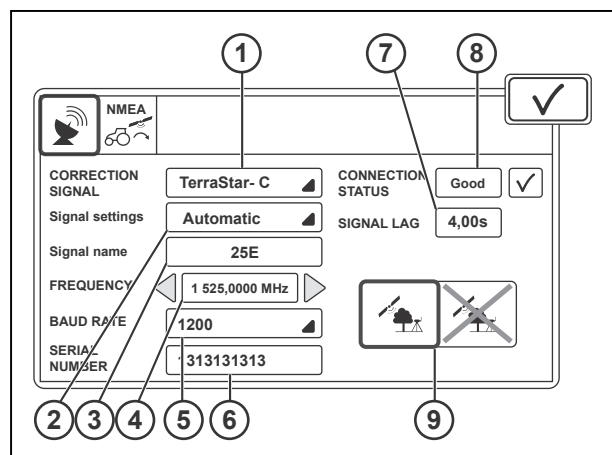 1
7
8
NMEA
CORRECTION SIGNAL
TerraStar- C
CONNECTION STATUS
Good
Signal settings
Automatic
SIGNAL LAG
4,00s
Signal name
25E
FREQUENCY
1 525,0000 MHz
BAUD RATE
1200
SERIAL NUMBER
1313131313
2
3
4
5
6
9